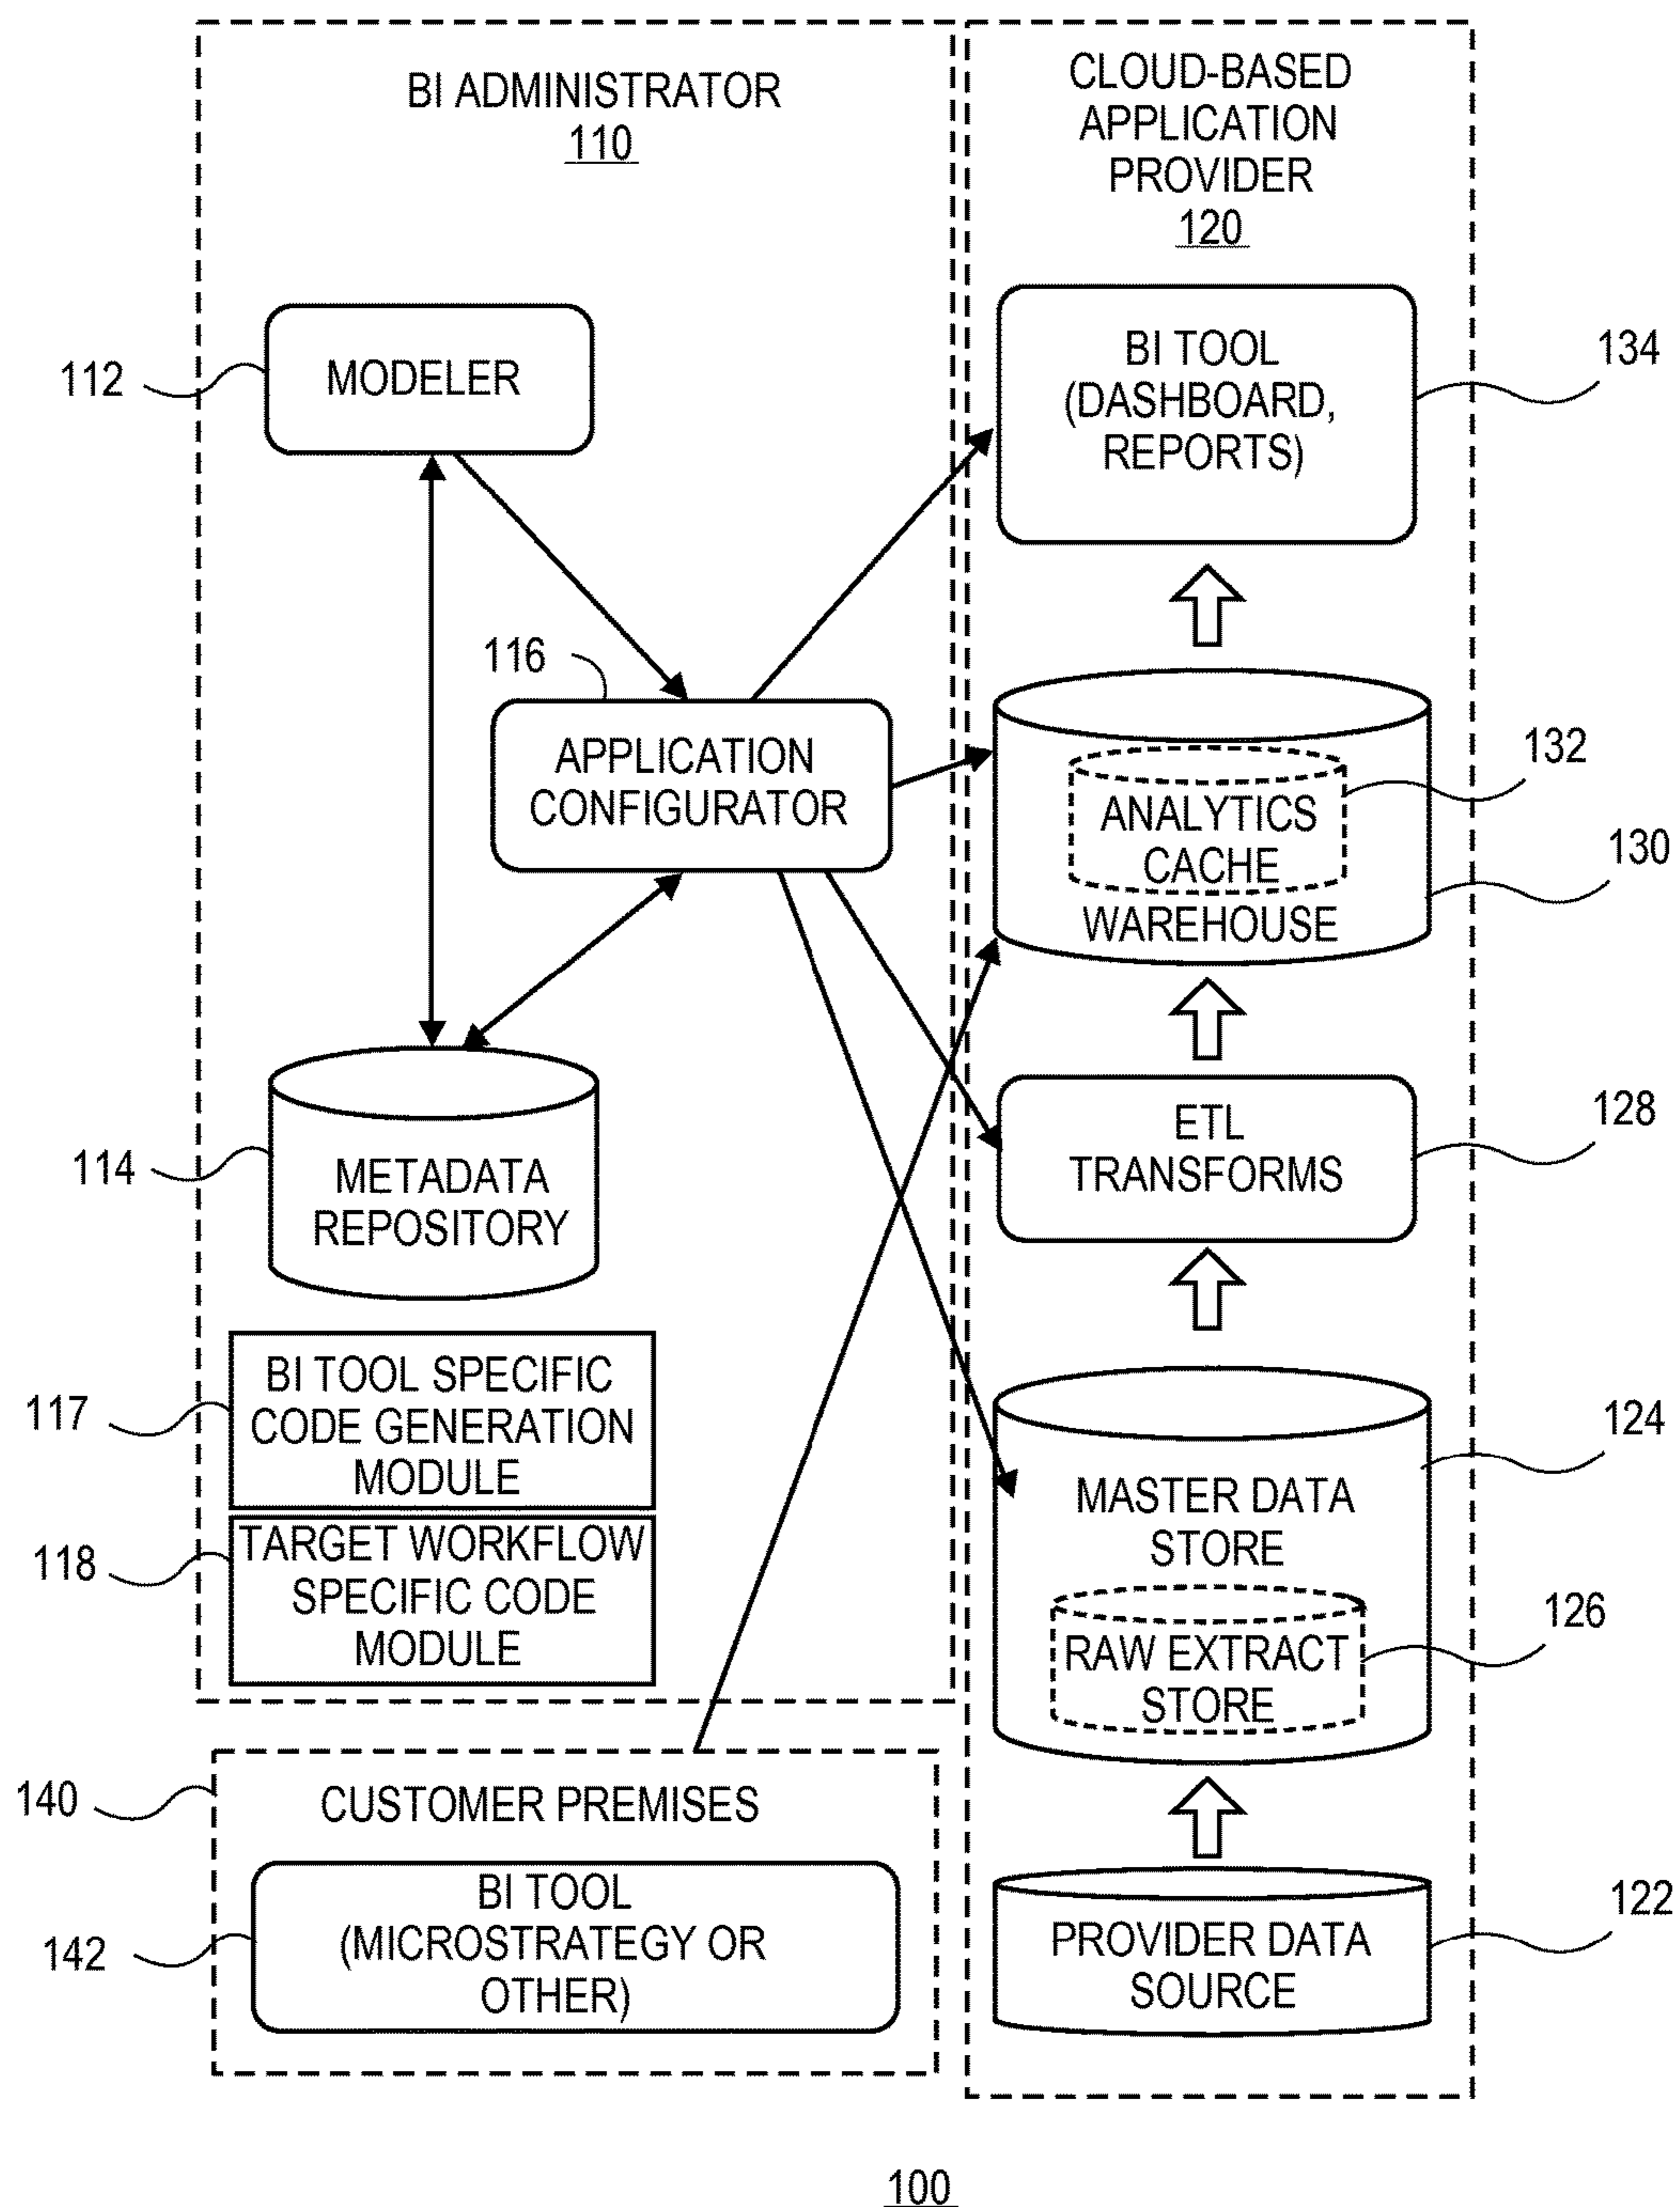 BI ADMINISTRATOR
110
CLOUD-BASED
APPLICATION
PROVIDER
120
112
MODELER
BI TOOL
(DASHBOARD,
REPORTS)
134
116
APPLICATION
CONFIGURATOR
132
ANALYTICS
CACHE
WAREHOUSE
130
114
METADATA
REPOSITORY
ETL
TRANSFORMS
128
117
BI TOOL SPECIFIC
CODE GENERATION
MODULE
118
TARGET WORKFLOW
SPECIFIC CODE
MODULE
124
MASTER DATA
STORE
126
RAW EXTRACT
STORE
140
CUSTOMER PREMISES
142
BI TOOL
(MICROSTRATEGY OR
OTHER)
PROVIDER DATA
SOURCE
122
100